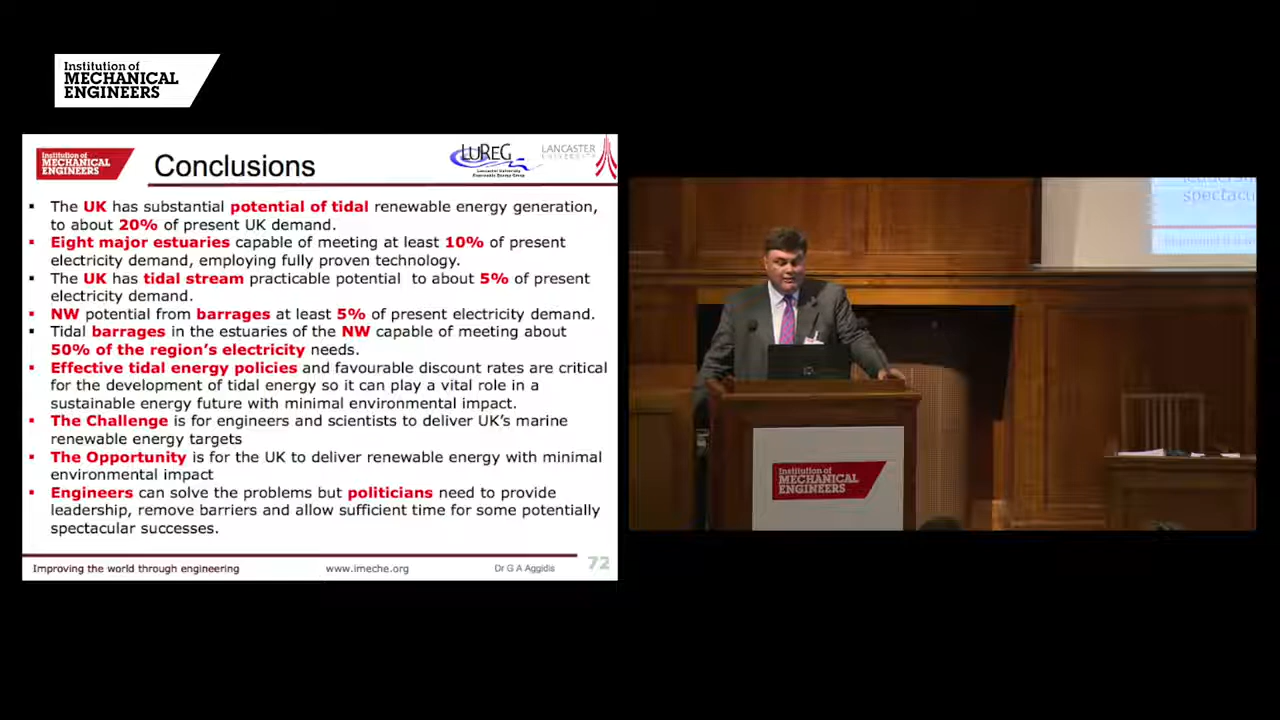 Institution of
MECHANICAL
ENGINEERS
Institution of
MECHANICAL
ENGINEERS
Conclusions
LUREG
Lancaster University
Renewable Energy Group
LANCASTER
UNIVERSITY
▪ The UK has substantial potential of tidal renewable energy generation,
to about 20% of present UK demand.
▪ Eight major estuaries capable of meeting at least 10% of present
electricity demand, employing fully proven technology.
▪ The UK has tidal stream practicable potential to about 5% of present
electricity demand.
▪ NW potential from barrages at least 5% of present electricity demand.
▪ Tidal barrages in the estuaries of the NW capable of meeting about
50% of the region's electricity needs.
▪ Effective tidal energy policies and favourable discount rates are critical
for the development of tidal energy so it can play a vital role in a
sustainable energy future with minimal environmental impact.
▪ The Challenge is for engineers and scientists to deliver UK's marine
renewable energy targets
▪ The Opportunity is for the UK to deliver renewable energy with minimal
environmental impact
▪ Engineers can solve the problems but politicians need to provide
leadership, remove barriers and allow sufficient time for some potentially
spectacular successes.
Improving the world through engineering
www.imeche.org
Dr G A Aggidis
72
spectacu
Institution of
MECHANICAL
ENGINEERS